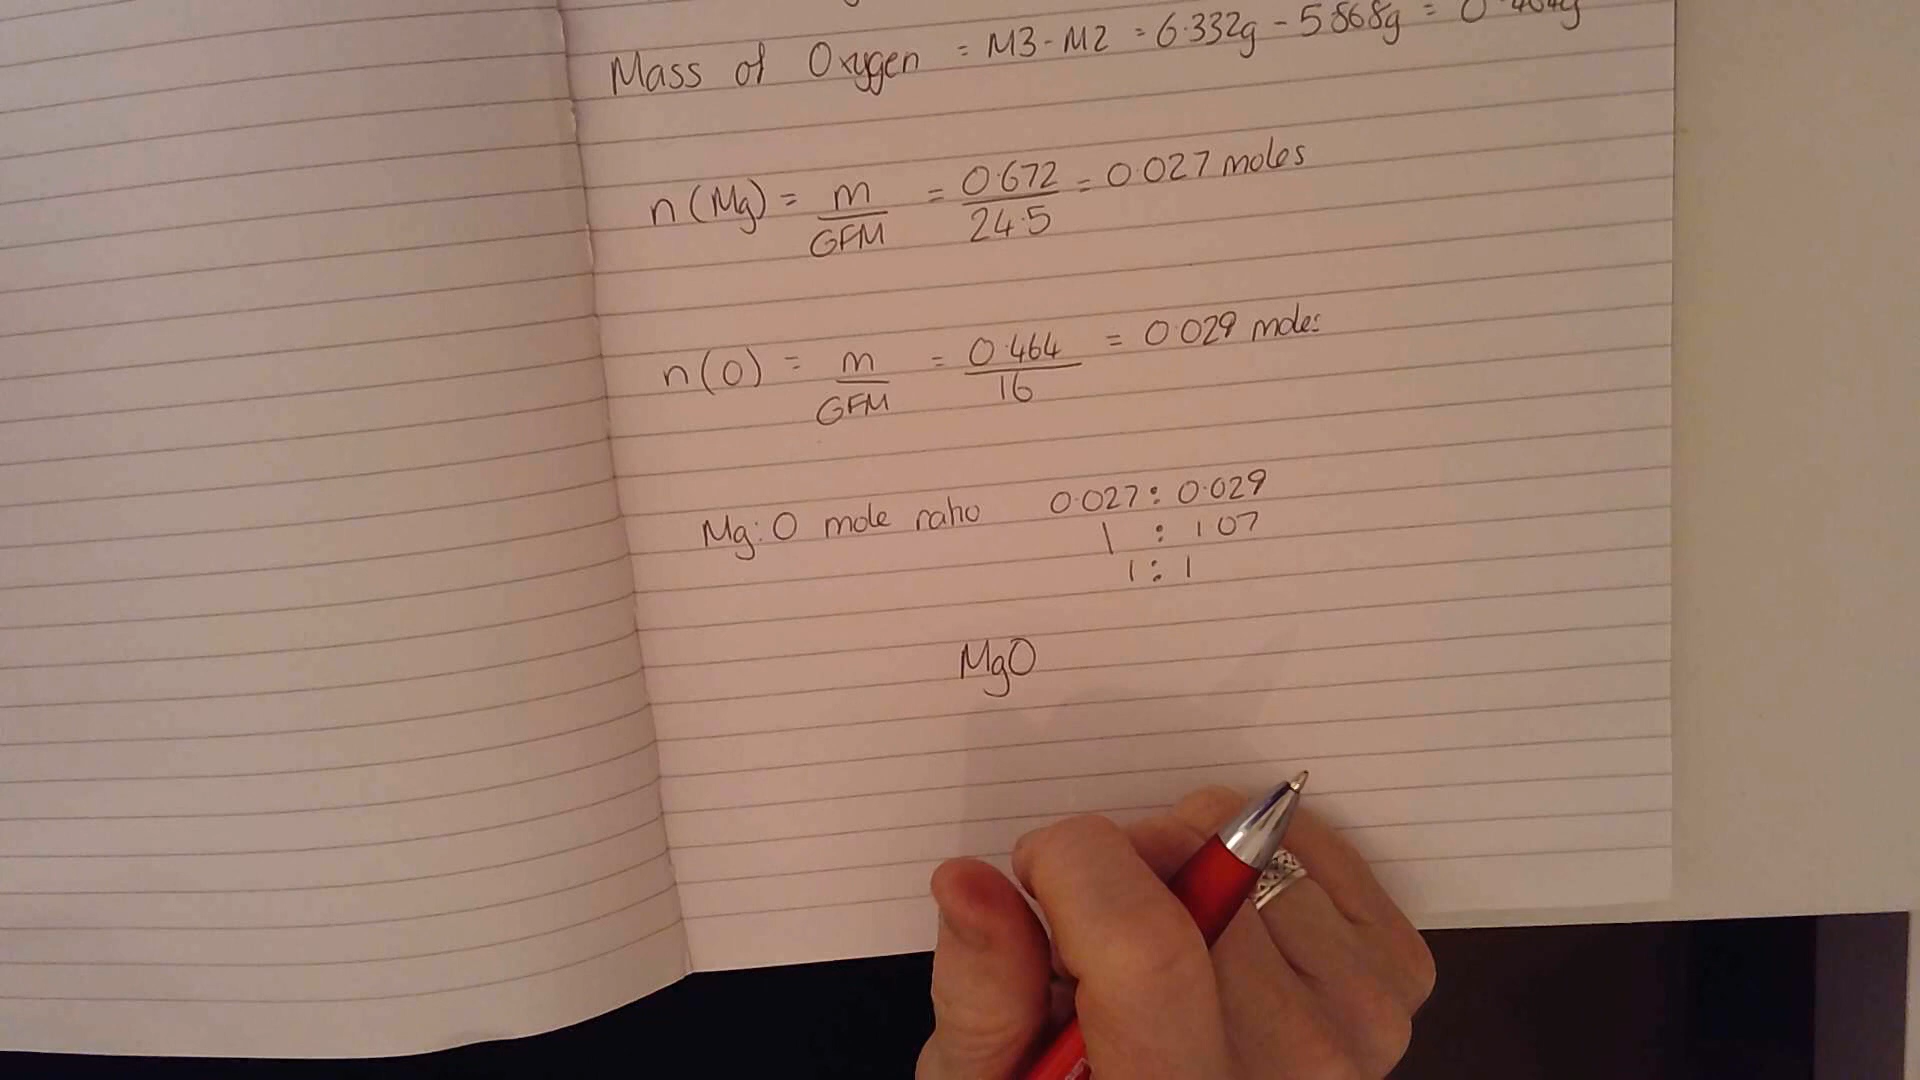 Mass of Oxygen = M3 - M2 = 6.332g - 5.868g = 0.464g
n(Mg) = m/GFM = 0.672/24.5 = 0.027 moles
n(O) = m/GFM = 0.464/16 = 0.029 moles
Mg:O mole ratio 0.027 : 0.029
1 : 1.07
1 : 1
MgO